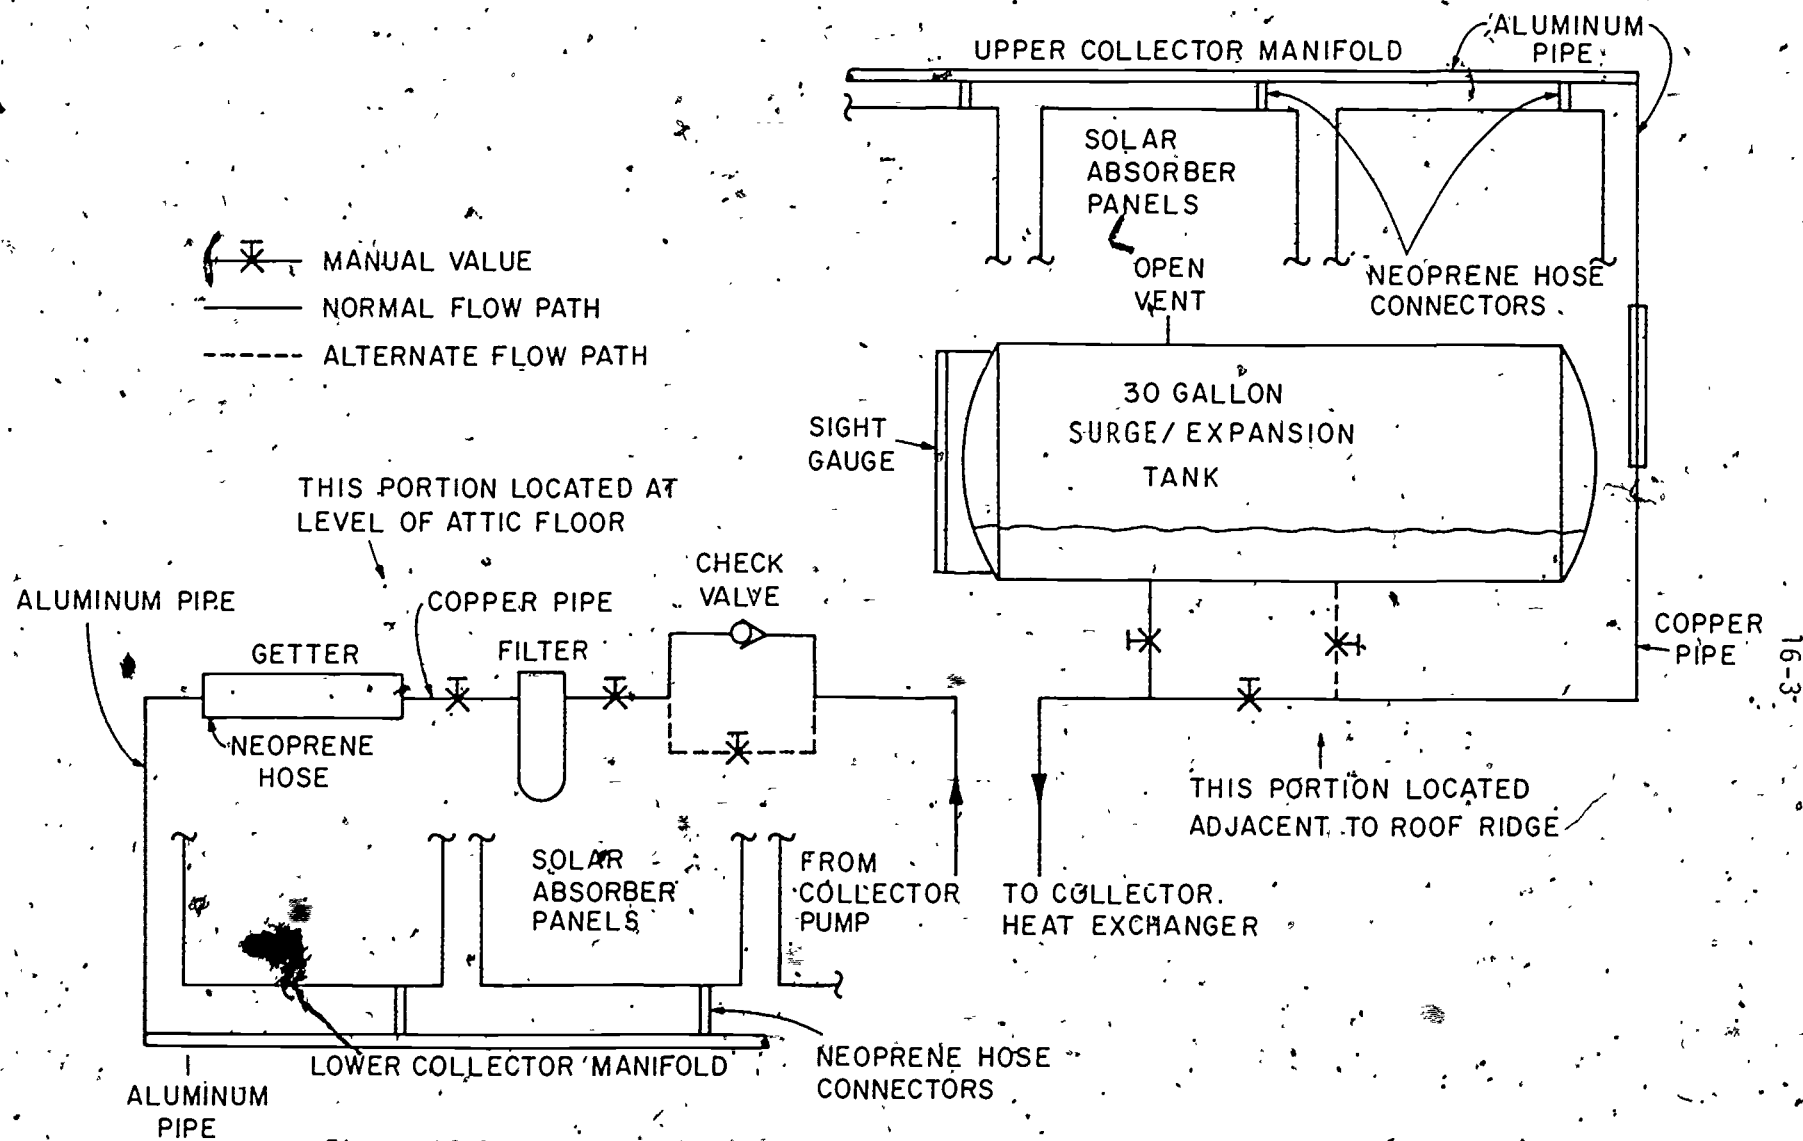 UPPER COLLECTOR MANIFOLD
ALUMINUM
PIPE
SOLAR
ABSORBER
PANELS
OPEN
VENT
NEOPRENE HOSE
CONNECTORS
MANUAL VALUE
NORMAL FLOW PATH
ALTERNATE FLOW PATH
30 GALLON
SURGE/EXPANSION
TANK
SIGHT
GAUGE
THIS PORTION LOCATED AT
LEVEL OF ATTIC FLOOR
CHECK
VALVE
ALUMINUM PIPE
COPPER PIPE
GETTER
FILTER
NEOPRENE
HOSE
COPPER
PIPE
16-3
THIS PORTION LOCATED
ADJACENT TO ROOF RIDGE
SOLAR
ABSORBER
PANELS
FROM
COLLECTOR
PUMP
TO COLLECTOR
HEAT EXCHANGER
LOWER COLLECTOR MANIFOLD
NEOPRENE HOSE
CONNECTORS
ALUMINUM
PIPE